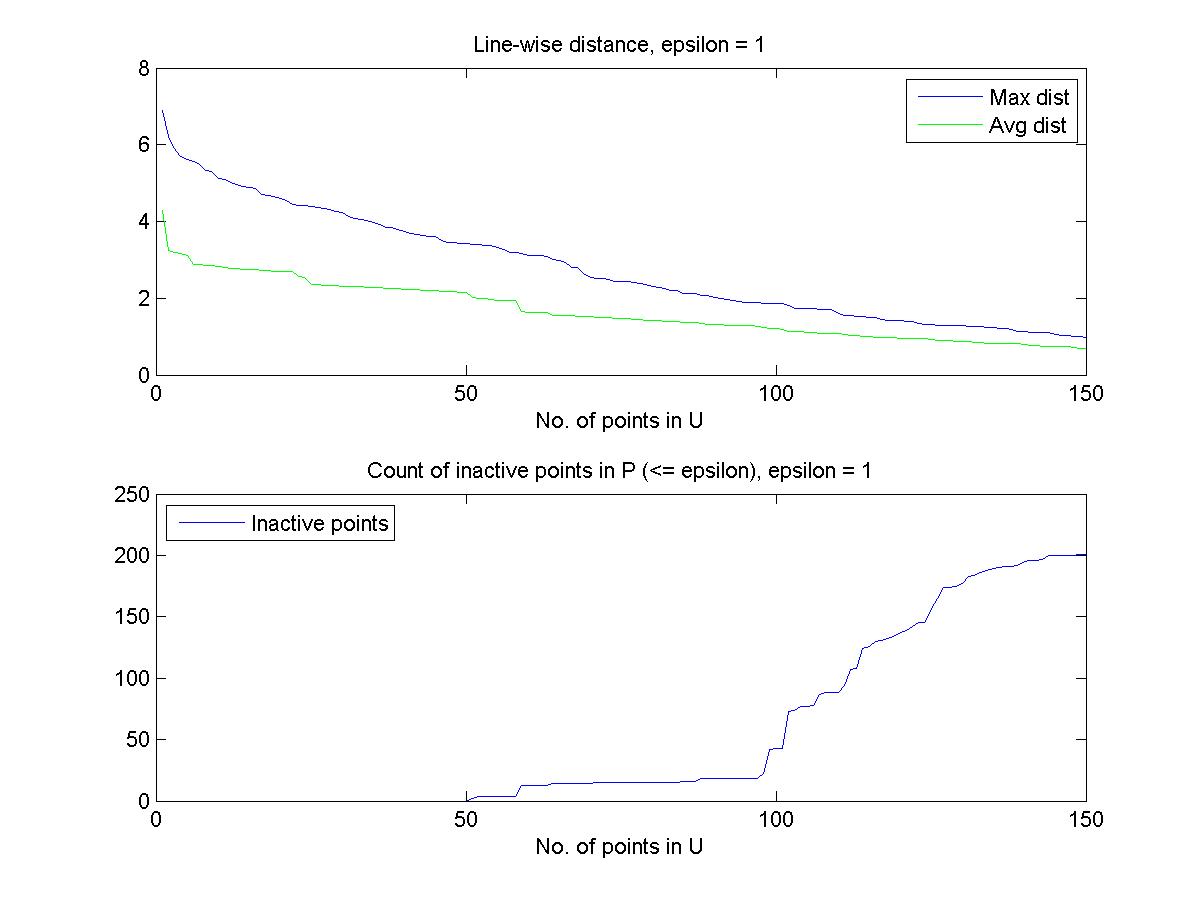 Line-wise distance, epsilon = 1
8
6
4
2
0
Max dist
Avg dist
0 50 100 150
No. of points in U
Count of inactive points in P (<= epsilon), epsilon = 1
250
200
150
100
50
0
Inactive points
0 50 100 150
No. of points in U